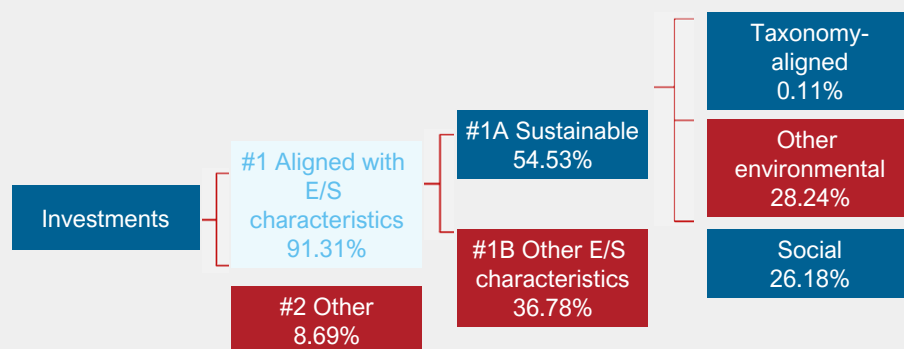 Investments
#1 Aligned with
E/S
characteristics
91.31%
#2 Other
8.69%
#1A Sustainable
54.53%
#1B Other E/S
characteristics
36.78%
Taxonomy-
aligned
0.11%
Other
environmental
28.24%
Social
26.18%